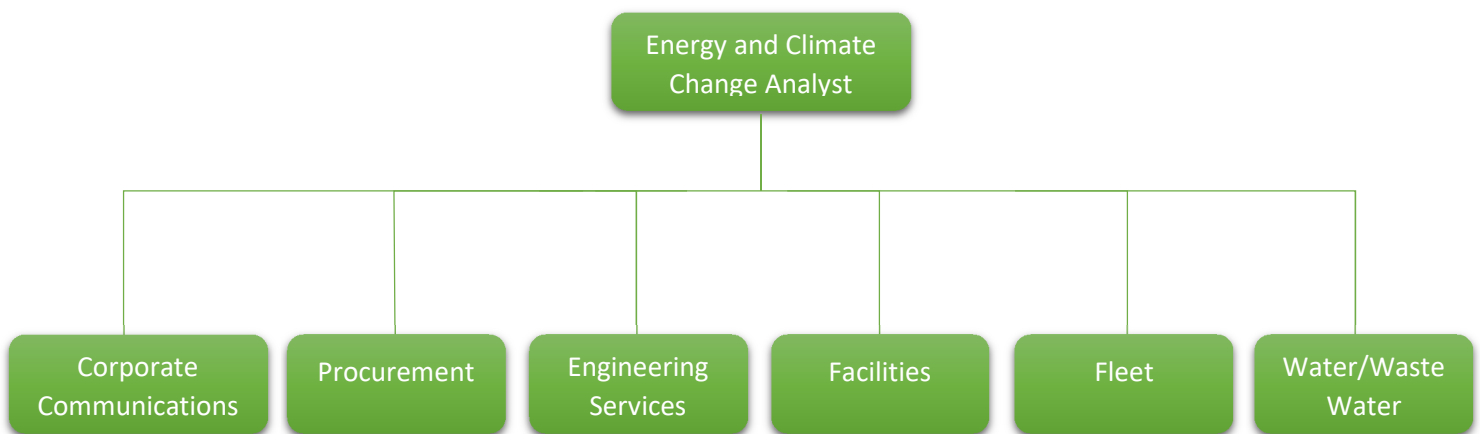 Energy and Climate
Change Analyst
Corporate
Communications
Procurement
Engineering
Services
Facilities
Fleet
Water/Waste
Water